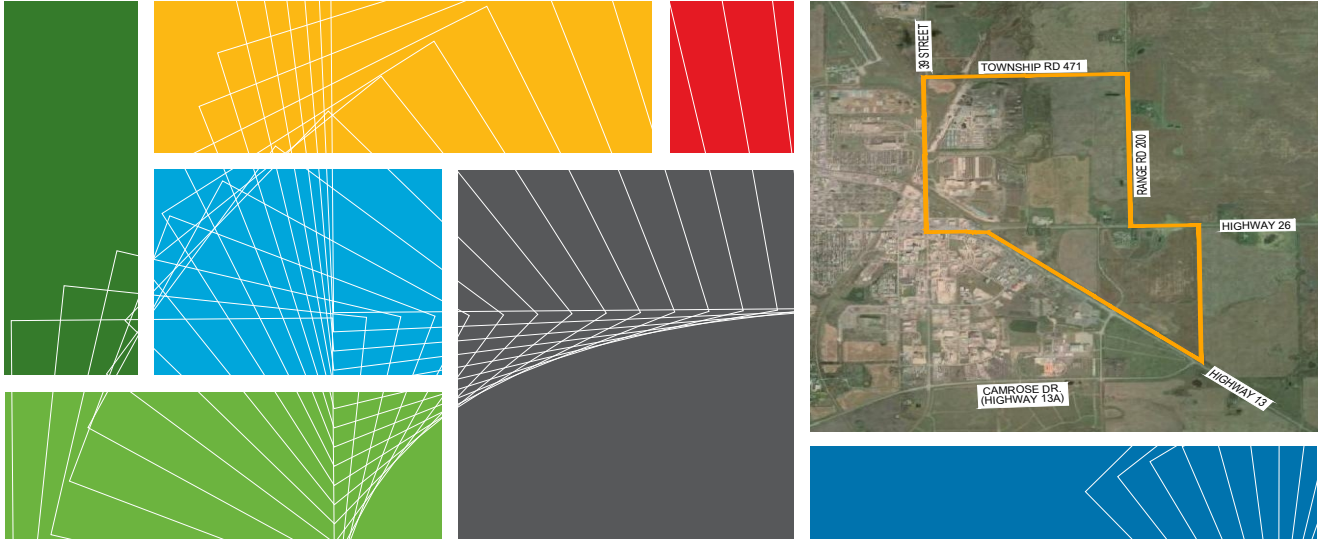 39 STREET
TOWNSHIP RD 471
RANGE RD 200
HIGHWAY 26
CAMROSE DR.
(HIGHWAY 13A)
HIGHWAY 13